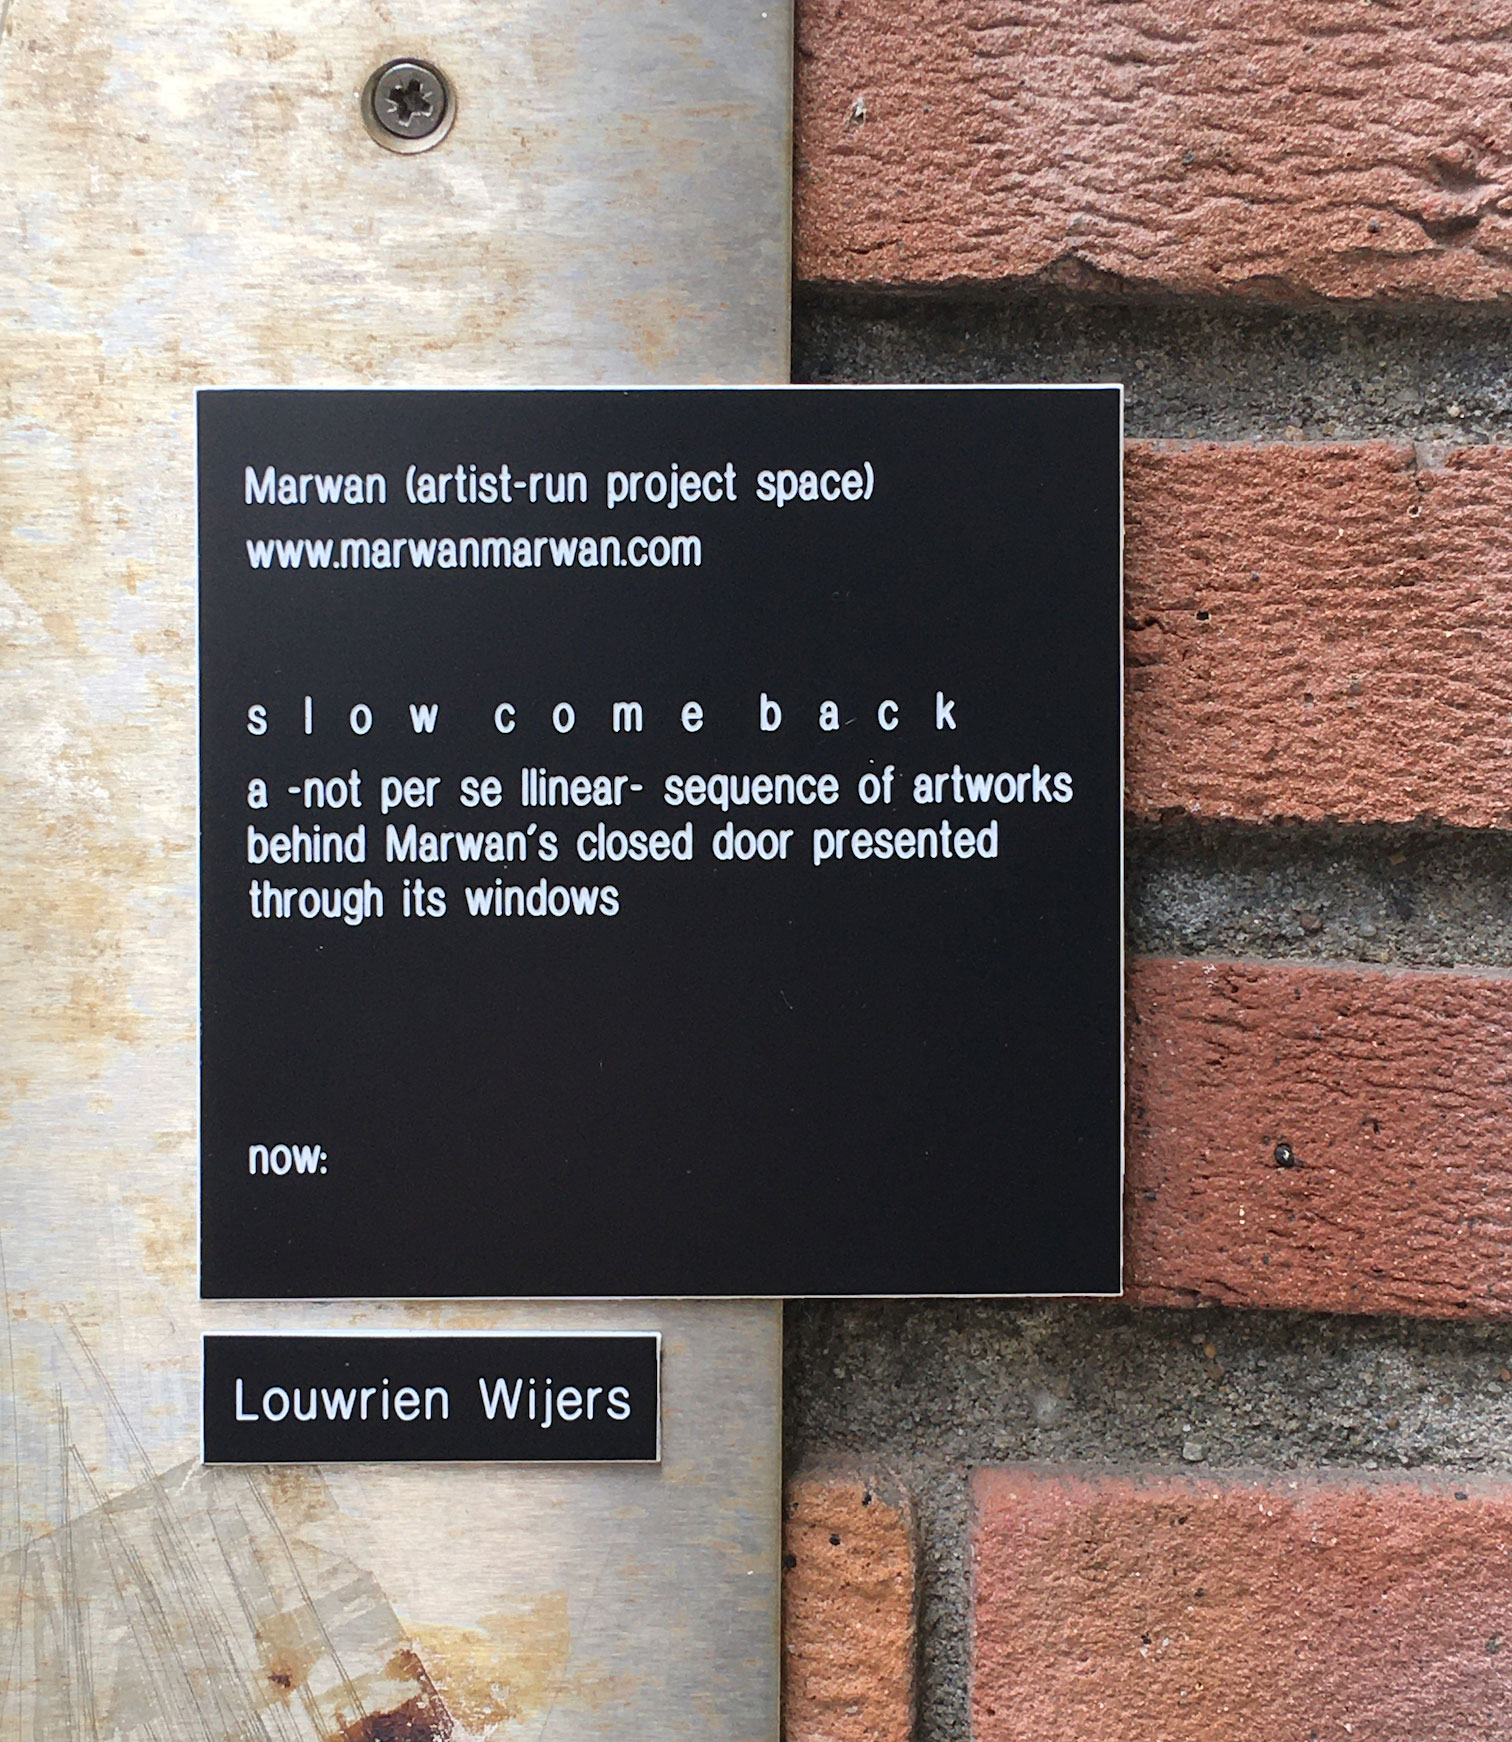 Marwan (artist-run project space)
www.marwanmarwan.com
s l o w  c o m e  b a c k
a -not per se llinear- sequence of artworks
behind Marwan's closed door presented
through its windows
now:
Louwrien Wijers